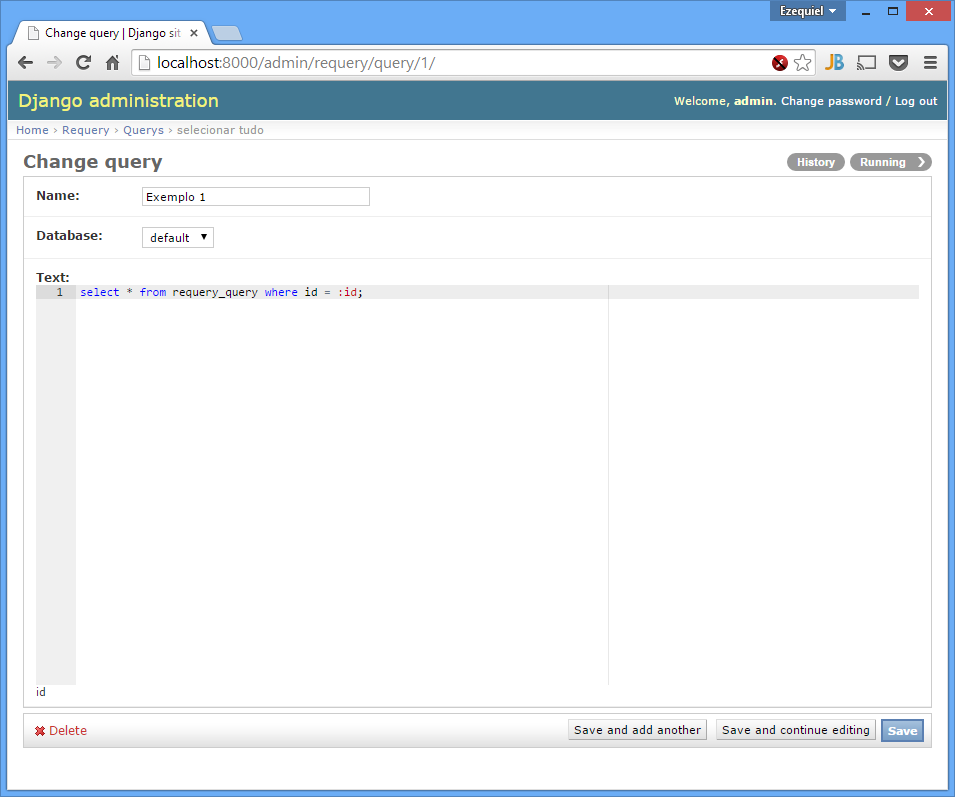 Ezequiel
Change query | Django sit
localhost:8000/admin/requery/query/1/
JB
Django administration
Welcome, admin. Change password / Log out
Home › Requery › Querys › selecionar tudo
Change query
History
Running
Name:
Exemplo 1
Database:
default
Text:
1 select * from requery_query where id = :id;
id
Delete
Save and add another
Save and continue editing
Save